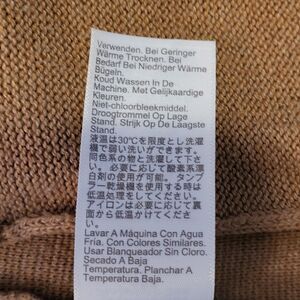 Verwenden. Bei Geringer
Wärme Trocknen. Bei
Bedarf Bei Niedriger Wärme
Bügeln.
Koud Wassen In De
Machine. Met Gelijkaardige
Kleuren.
Niet-chloorbleekmiddel.
Droogtrommel Op Lage
Stand. Strijk Op De Laagste
Stand.
液温は30℃を限度とし洗濯
機で弱い洗いができます。
同色系の物と洗濯して下さ
い。 必要に応じて酸素系漂
白剤の使用が可能。 タンブ
ラー乾燥機を使用する時は
低温処理をしてください。
アイロンは必要に応じて裏
面から低温かけてくださ
い。
Lavar A Máquina Con Agua
Fría. Con Colores Similares.
Usar Blanqueador Sin Cloro.
Secado A Baja
Temperatura. Planchar A
Temperatura Baja.